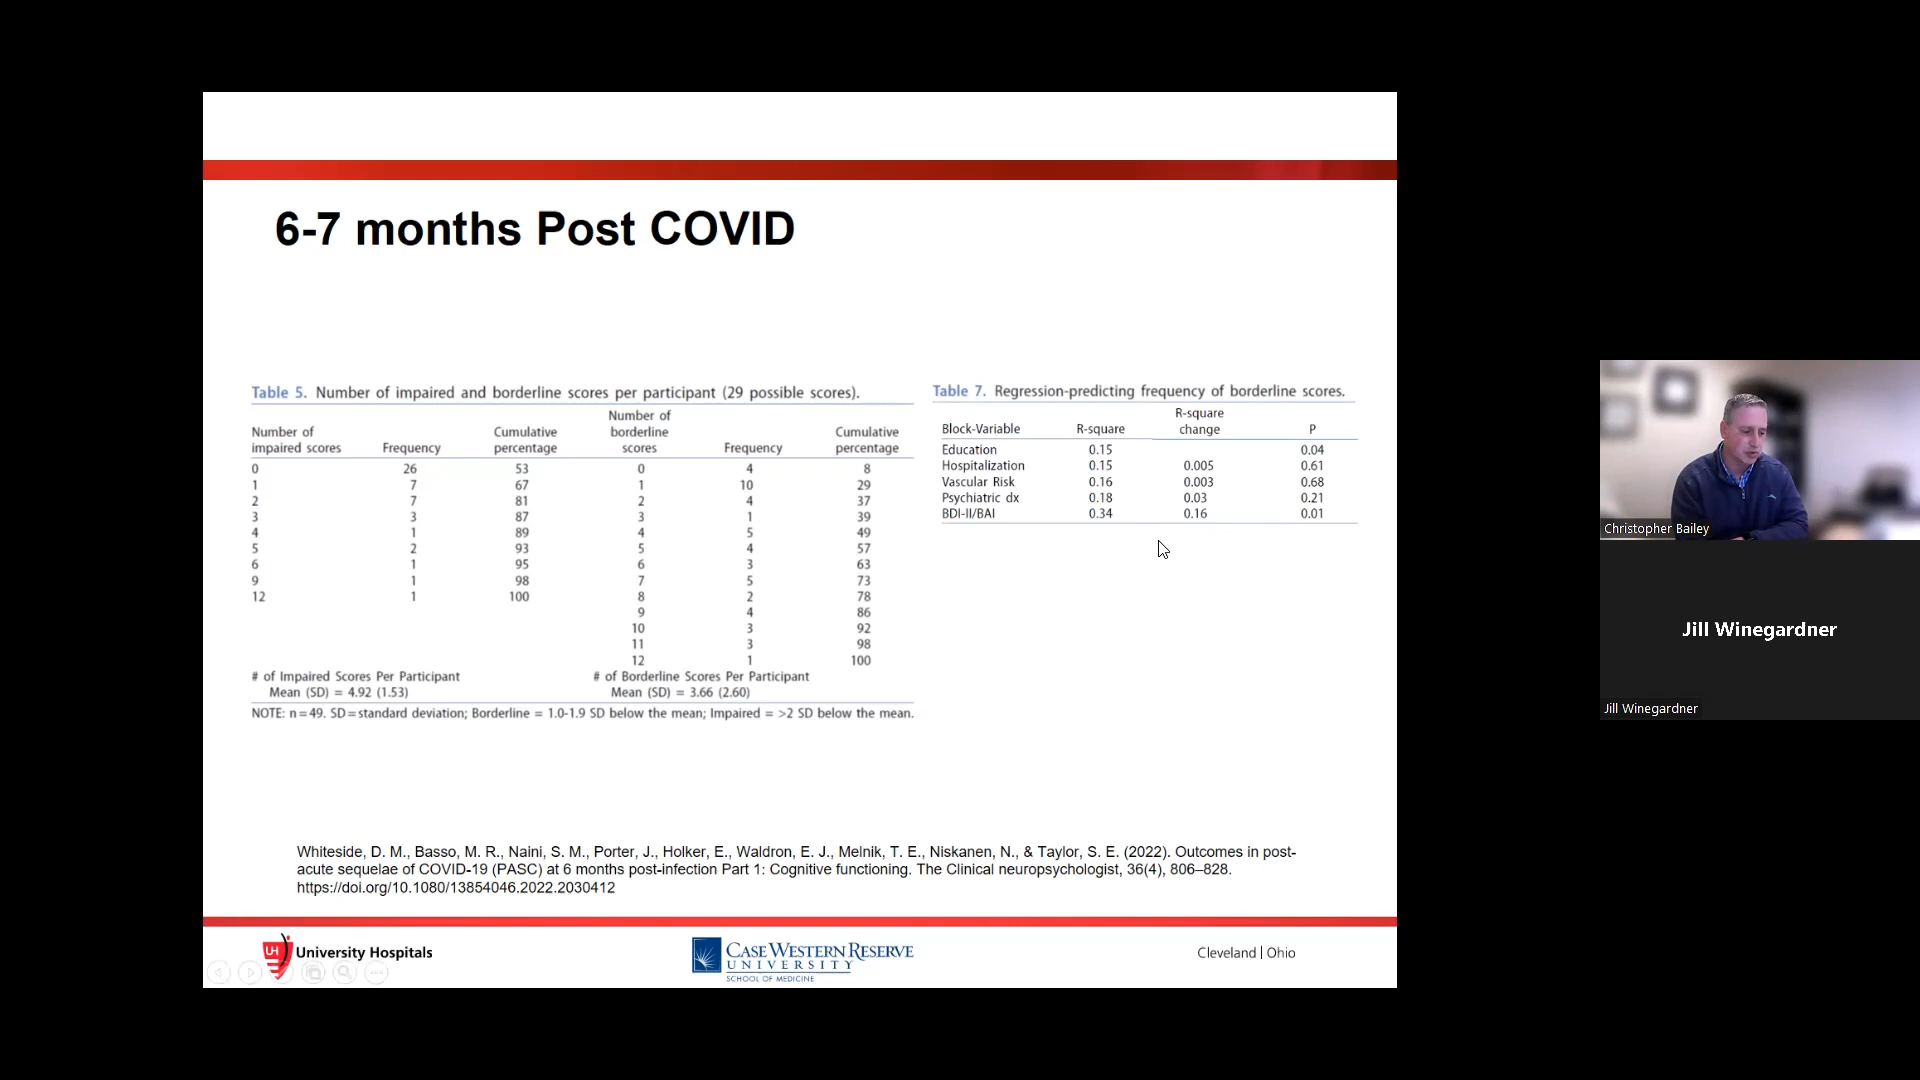 6-7 months Post COVID
Table 5. Number of impaired and borderline scores per participant (29 possible scores).
Number of impaired scores Frequency Cumulative percentage Number of borderline scores Frequency Cumulative percentage
0 26 53 0 4 8
1 7 67 1 10 29
2 7 81 2 4 37
3 3 87 3 1 39
4 1 89 4 5 49
5 2 93 5 4 57
6 1 95 6 3 63
9 1 98 7 5 73
12 1 100 8 2 78
9 4 86
10 3 92
11 3 98
12 1 100
# of Impaired Scores Per Participant # of Borderline Scores Per Participant
Mean (SD) = 4.92 (1.53) Mean (SD) = 3.66 (2.60)
NOTE: n=49. SD=standard deviation; Borderline = 1.0-1.9 SD below the mean; Impaired = >2 SD below the mean.
Table 7. Regression-predicting frequency of borderline scores.
Block-Variable R-square R-square change P
Education 0.15 0.04
Hospitalization 0.15 0.005 0.61
Vascular Risk 0.16 0.003 0.68
Psychiatric dx 0.18 0.03 0.21
BDI-II/BAI 0.34 0.16 0.01
Whiteside, D. M., Basso, M. R., Naini, S. M., Porter, J., Holker, E., Waldron, E. J., Melnik, T. E., Niskanen, N., & Taylor, S. E. (2022). Outcomes in post-
acute sequelae of COVID-19 (PASC) at 6 months post-infection Part 1: Cognitive functioning. The Clinical neuropsychologist, 36(4), 806–828.
https://doi.org/10.1080/13854046.2022.2030412
UH University Hospitals
CASE WESTERN RESERVE
UNIVERSITY
SCHOOL OF MEDICINE
Cleveland | Ohio
Christopher Bailey
Jill Winegardner
Jill Winegardner